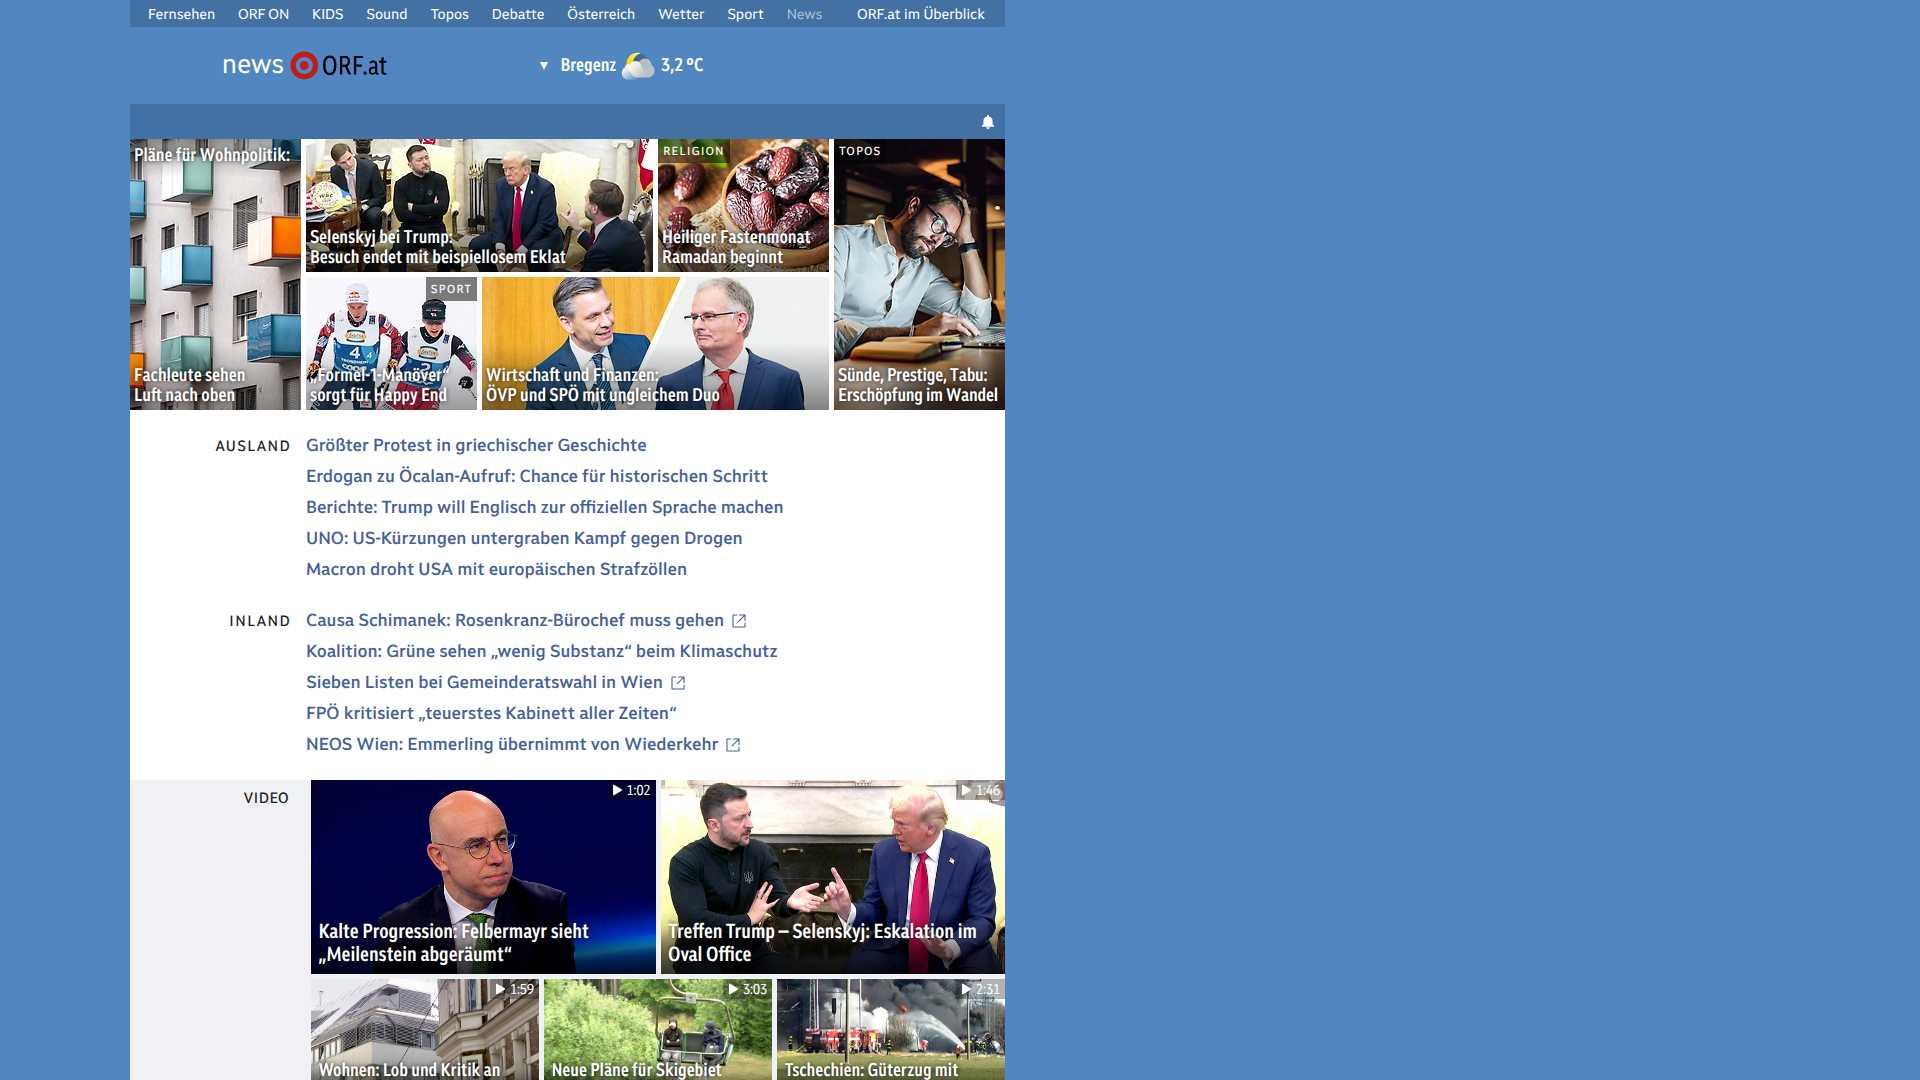 Fernsehen ORF ON KIDS Sound Topos Debatte Österreich Wetter Sport News ORF.at im Überblick
news ORF.at
▼ Bregenz 3,2 ºC
Pläne für Wohnpolitik:
Fachleute sehen
Luft nach oben
Selenskyj bei Trump:
Besuch endet mit beispiellosem Eklat
RELIGION
Heiliger Fastenmonat
Ramadan beginnt
TOPOS
Sünde, Prestige, Tabu:
Erschöpfung im Wandel
SPORT
„Formel-1-Manöver“
sorgt für Happy End
Wirtschaft und Finanzen:
ÖVP und SPÖ mit ungleichem Duo
AUSLAND
Größter Protest in griechischer Geschichte
Erdogan zu Öcalan-Aufruf: Chance für historischen Schritt
Berichte: Trump will Englisch zur offiziellen Sprache machen
UNO: US-Kürzungen untergraben Kampf gegen Drogen
Macron droht USA mit europäischen Strafzöllen
INLAND
Causa Schimanek: Rosenkranz-Bürochef muss gehen
Koalition: Grüne sehen „wenig Substanz“ beim Klimaschutz
Sieben Listen bei Gemeinderatswahl in Wien
FPÖ kritisiert „teuerstes Kabinett aller Zeiten“
NEOS Wien: Emmerling übernimmt von Wiederkehr
VIDEO
1:02
Kalte Progression: Felbermayr sieht
„Meilenstein abgeräumt“
1:46
Treffen Trump – Selenskyj: Eskalation im
Oval Office
1:59
Wohnen: Lob und Kritik an
3:03
Neue Pläne für Skigebiet
2:31
Tschechien: Güterzug mit